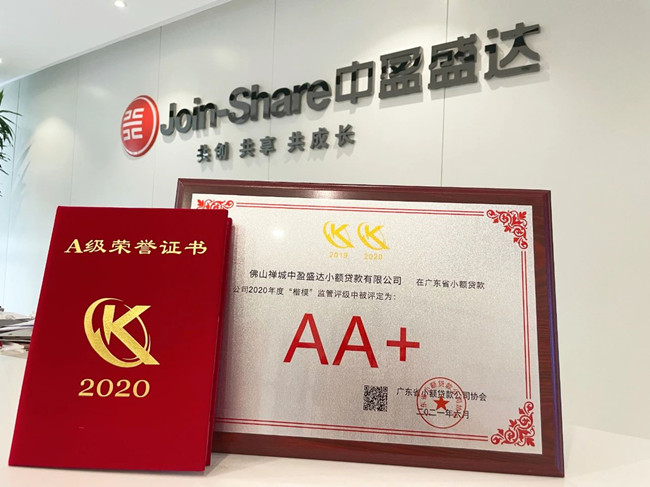 Join-Share中盈盛达
共创 共享 共成长
A级荣誉证书
K
2020
K K
2019 2020
佛山禅城中盈盛达小额贷款有限公司 在广东省小额贷款
公司2020年度“楷模”监管评级中被评定为：
AA+
广东省小额贷款公司协会
二〇二一年六月